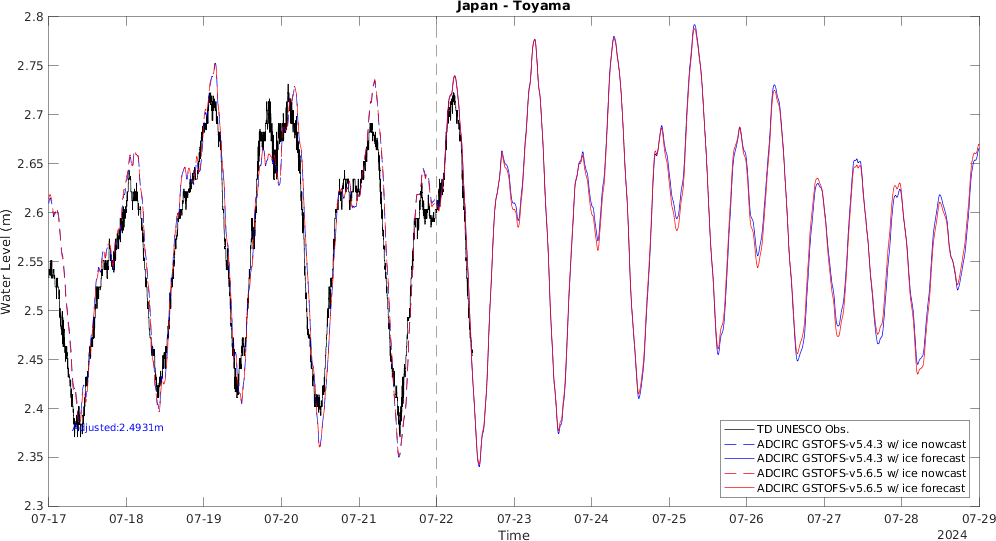 Japan - Toyama
Water Level (m)
2.8
2.75
2.7
2.65
2.6
2.55
2.5
2.45
2.4
2.35
2.3
Adjusted:2.4931m
TD UNESCO Obs.
ADCIRC GSTOFS-v5.4.3 w/ ice nowcast
ADCIRC GSTOFS-v5.4.3 w/ ice forecast
ADCIRC GSTOFS-v5.6.5 w/ ice nowcast
ADCIRC GSTOFS-v5.6.5 w/ ice forecast
07-17 07-18 07-19 07-20 07-21 07-22 07-23 07-24 07-25 07-26 07-27 07-28 07-29
Time
2024